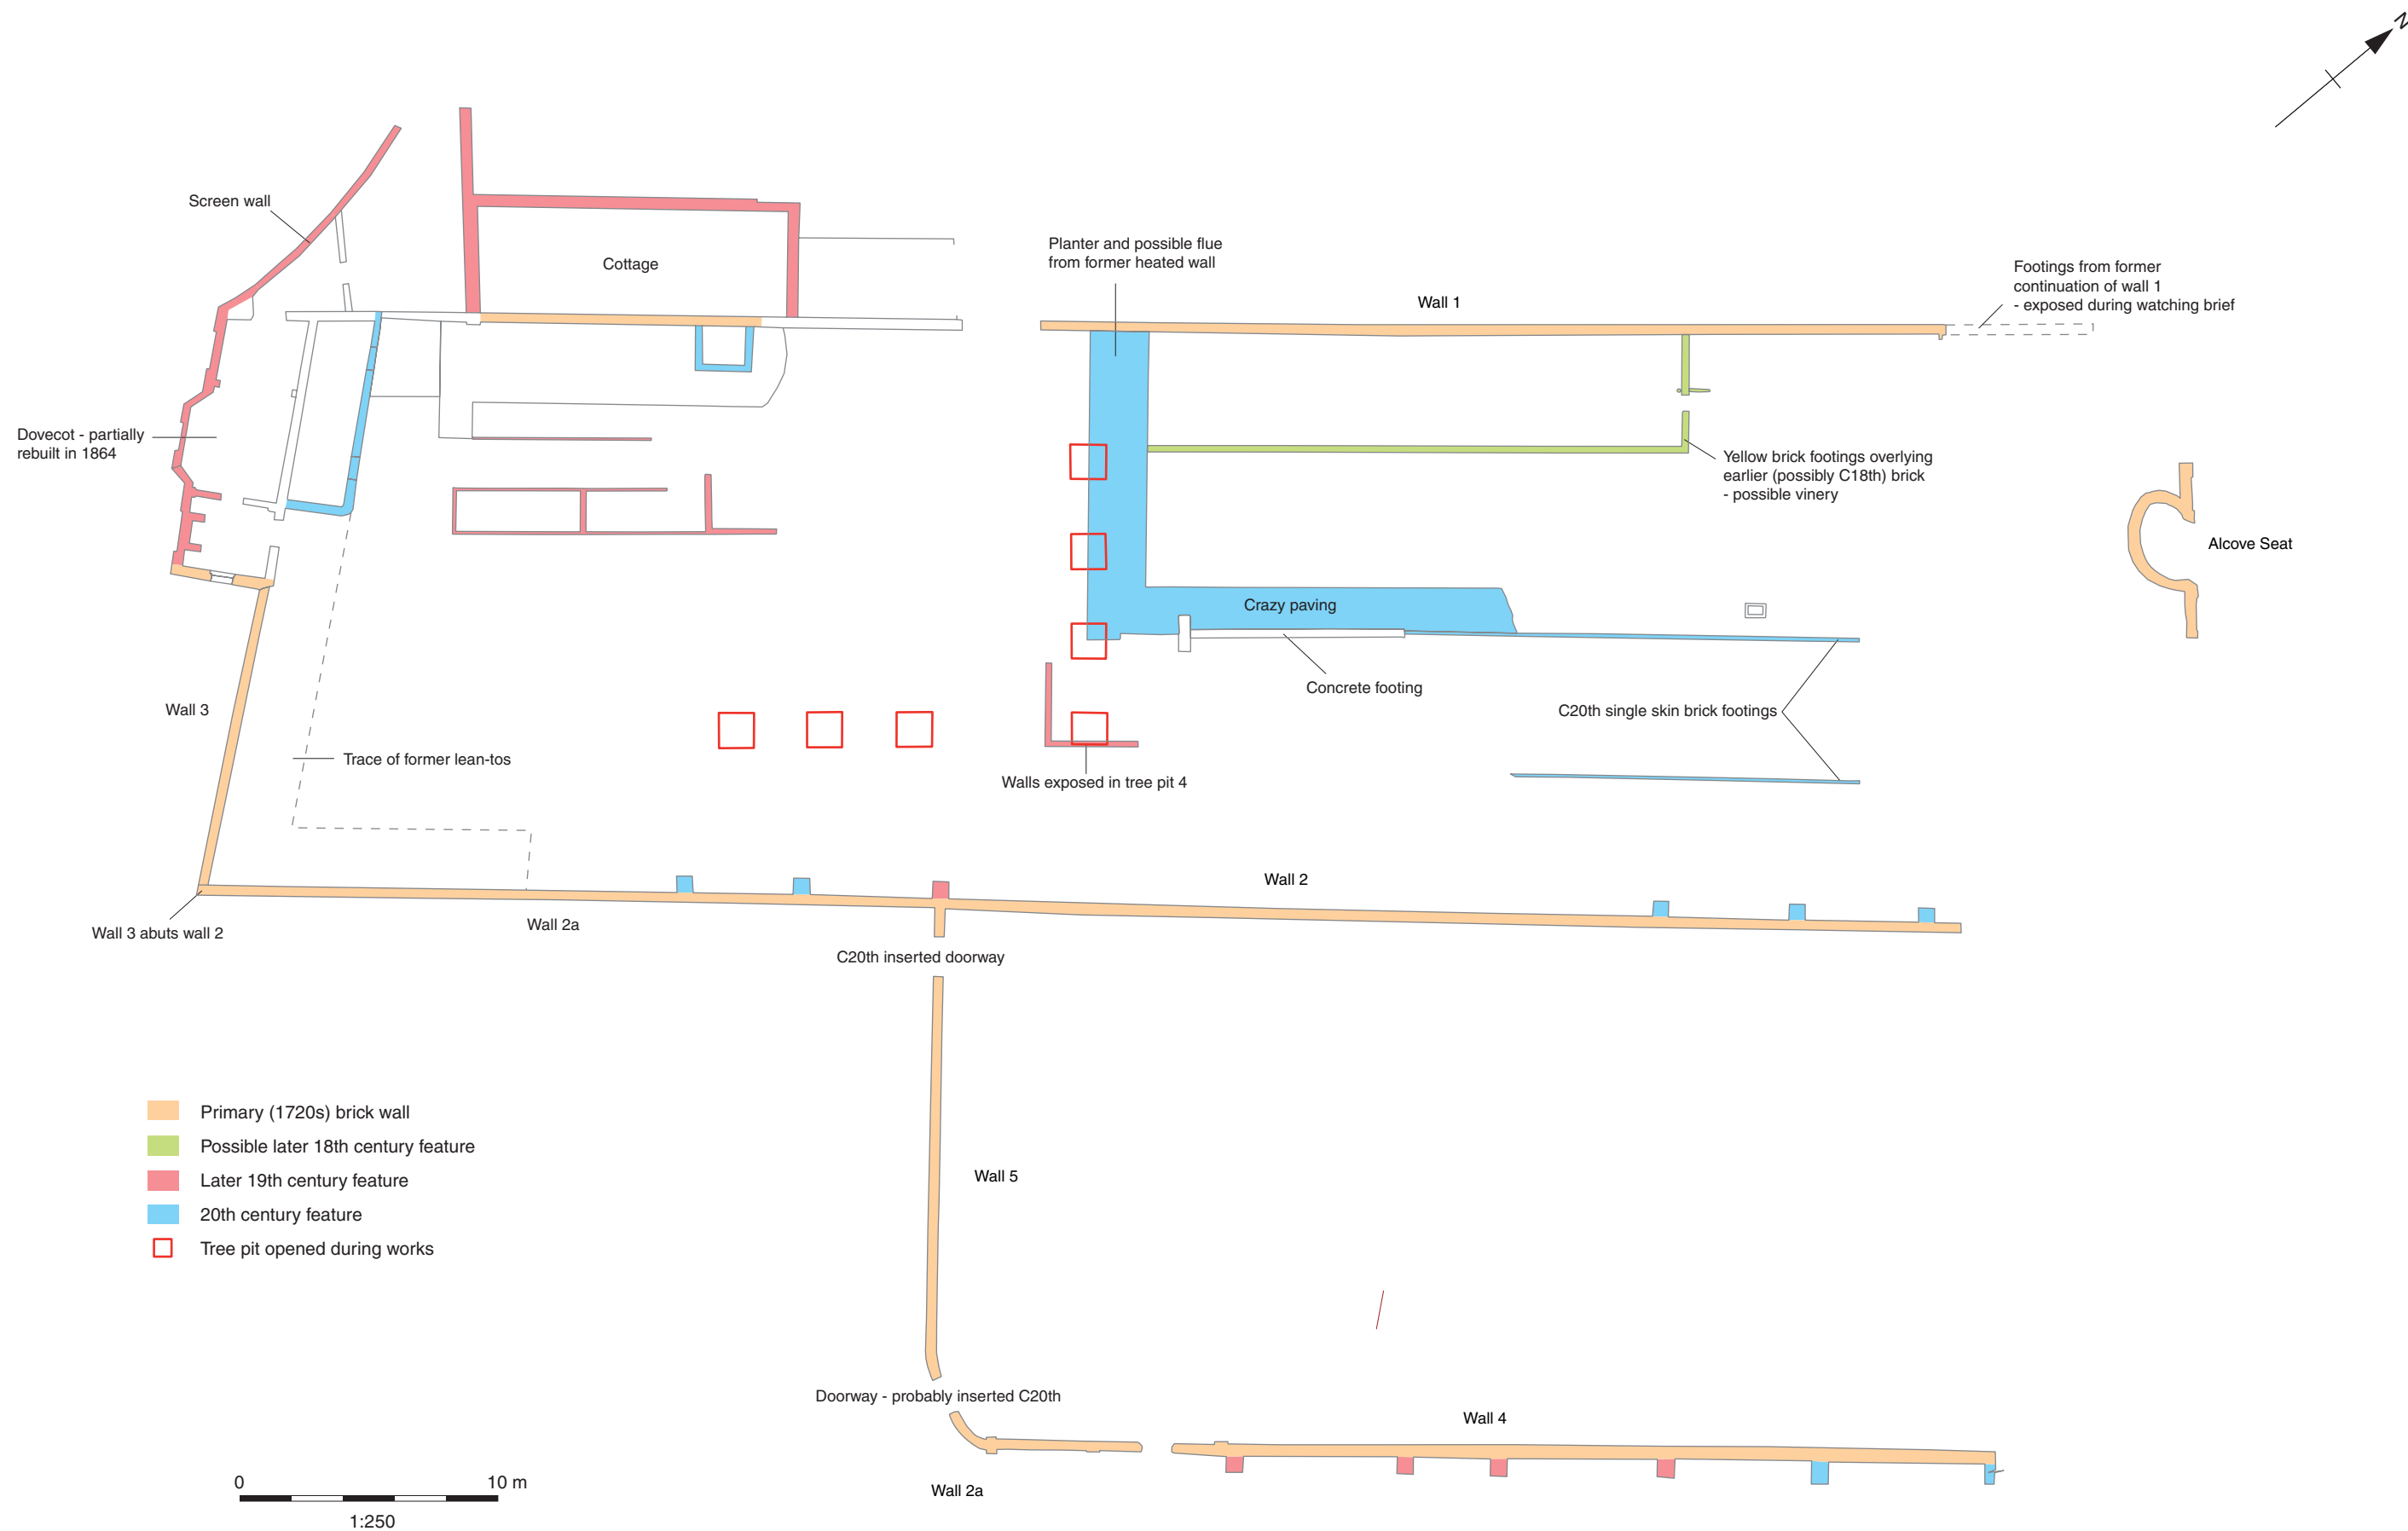 N
Screen wall
Cottage
Planter and possible flue
from former heated wall
Wall 1
Footings from former
continuation of wall 1
- exposed during watching brief
Dovecot - partially
rebuilt in 1864
Yellow brick footings overlying
earlier (possibly C18th) brick
- possible vinery
Alcove Seat
Crazy paving
Concrete footing
Wall 3
C20th single skin brick footings
Trace of former lean-tos
Walls exposed in tree pit 4
Wall 2
Wall 2a
Wall 3 abuts wall 2
C20th inserted doorway
Wall 5
Primary (1720s) brick wall
Possible later 18th century feature
Later 19th century feature
20th century feature
Tree pit opened during works
Doorway - probably inserted C20th
Wall 4
Wall 2a
0 10 m
1:250